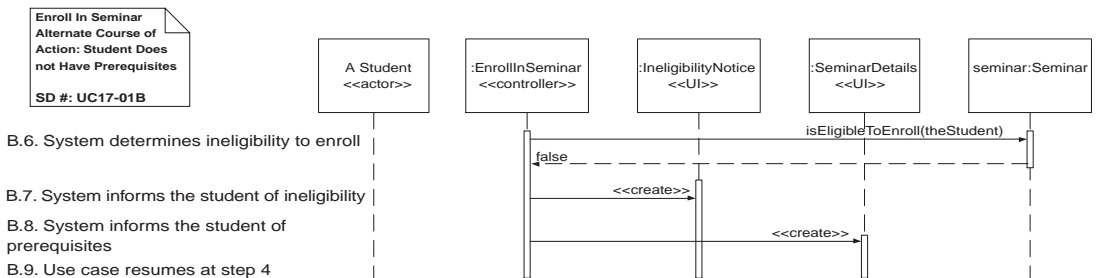 Enroll In Seminar
Alternate Course of
Action: Student Does
not Have Prerequisites
SD #: UC17-01B
A Student
<<actor>>
:EnrollInSeminar
<<controller>>
:IneligibilityNotice
<<UI>>
:SeminarDetails
<<UI>>
seminar:Seminar
B.6. System determines ineligibility to enroll
isEligibleToEnroll(theStudent)
false
B.7. System informs the student of ineligibility
<<create>>
B.8. System informs the student of
prerequisites
<<create>>
B.9. Use case resumes at step 4